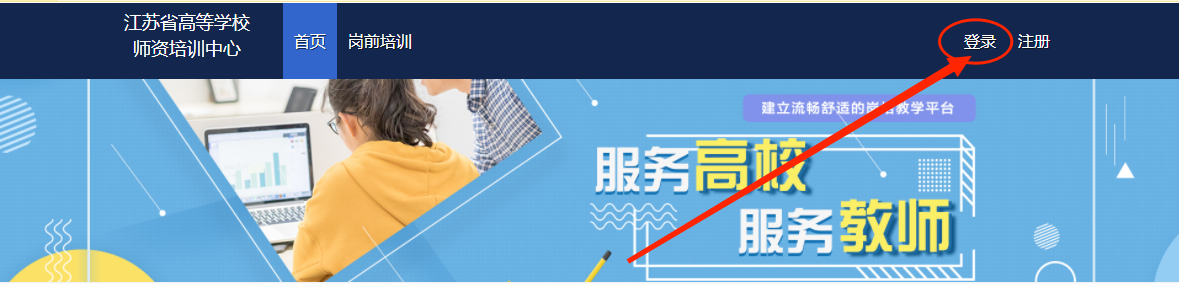 江苏省高等学校
师资培训中心
首页
岗前培训
登录
注册
建立流畅舒适的岗培教学平台
服务高校
服务教师